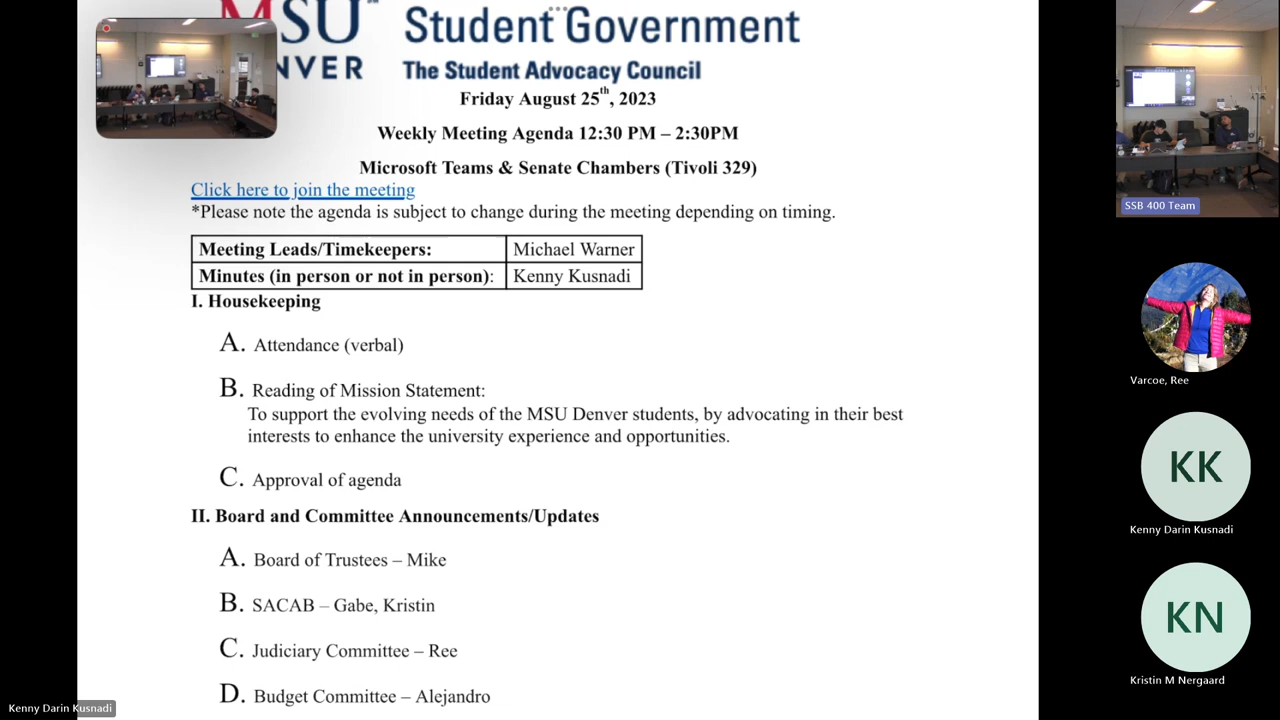 MSU Student Government
DENVER The Student Advocacy Council
Friday August 25th, 2023
Weekly Meeting Agenda 12:30 PM – 2:30PM
Microsoft Teams & Senate Chambers (Tivoli 329)
Click here to join the meeting
*Please note the agenda is subject to change during the meeting depending on timing.
Meeting Leads/Timekeepers: Michael Warner
Minutes (in person or not in person): Kenny Kusnadi
I. Housekeeping
A. Attendance (verbal)
B. Reading of Mission Statement:
To support the evolving needs of the MSU Denver students, by advocating in their best
interests to enhance the university experience and opportunities.
C. Approval of agenda
II. Board and Committee Announcements/Updates
A. Board of Trustees – Mike
B. SACAB – Gabe, Kristin
C. Judiciary Committee – Ree
D. Budget Committee – Alejandro
Kenny Darin Kusnadi
SSB 400 Team
Varcoe, Ree
KK
Kenny Darin Kusnadi
KN
Kristin M Nergaard